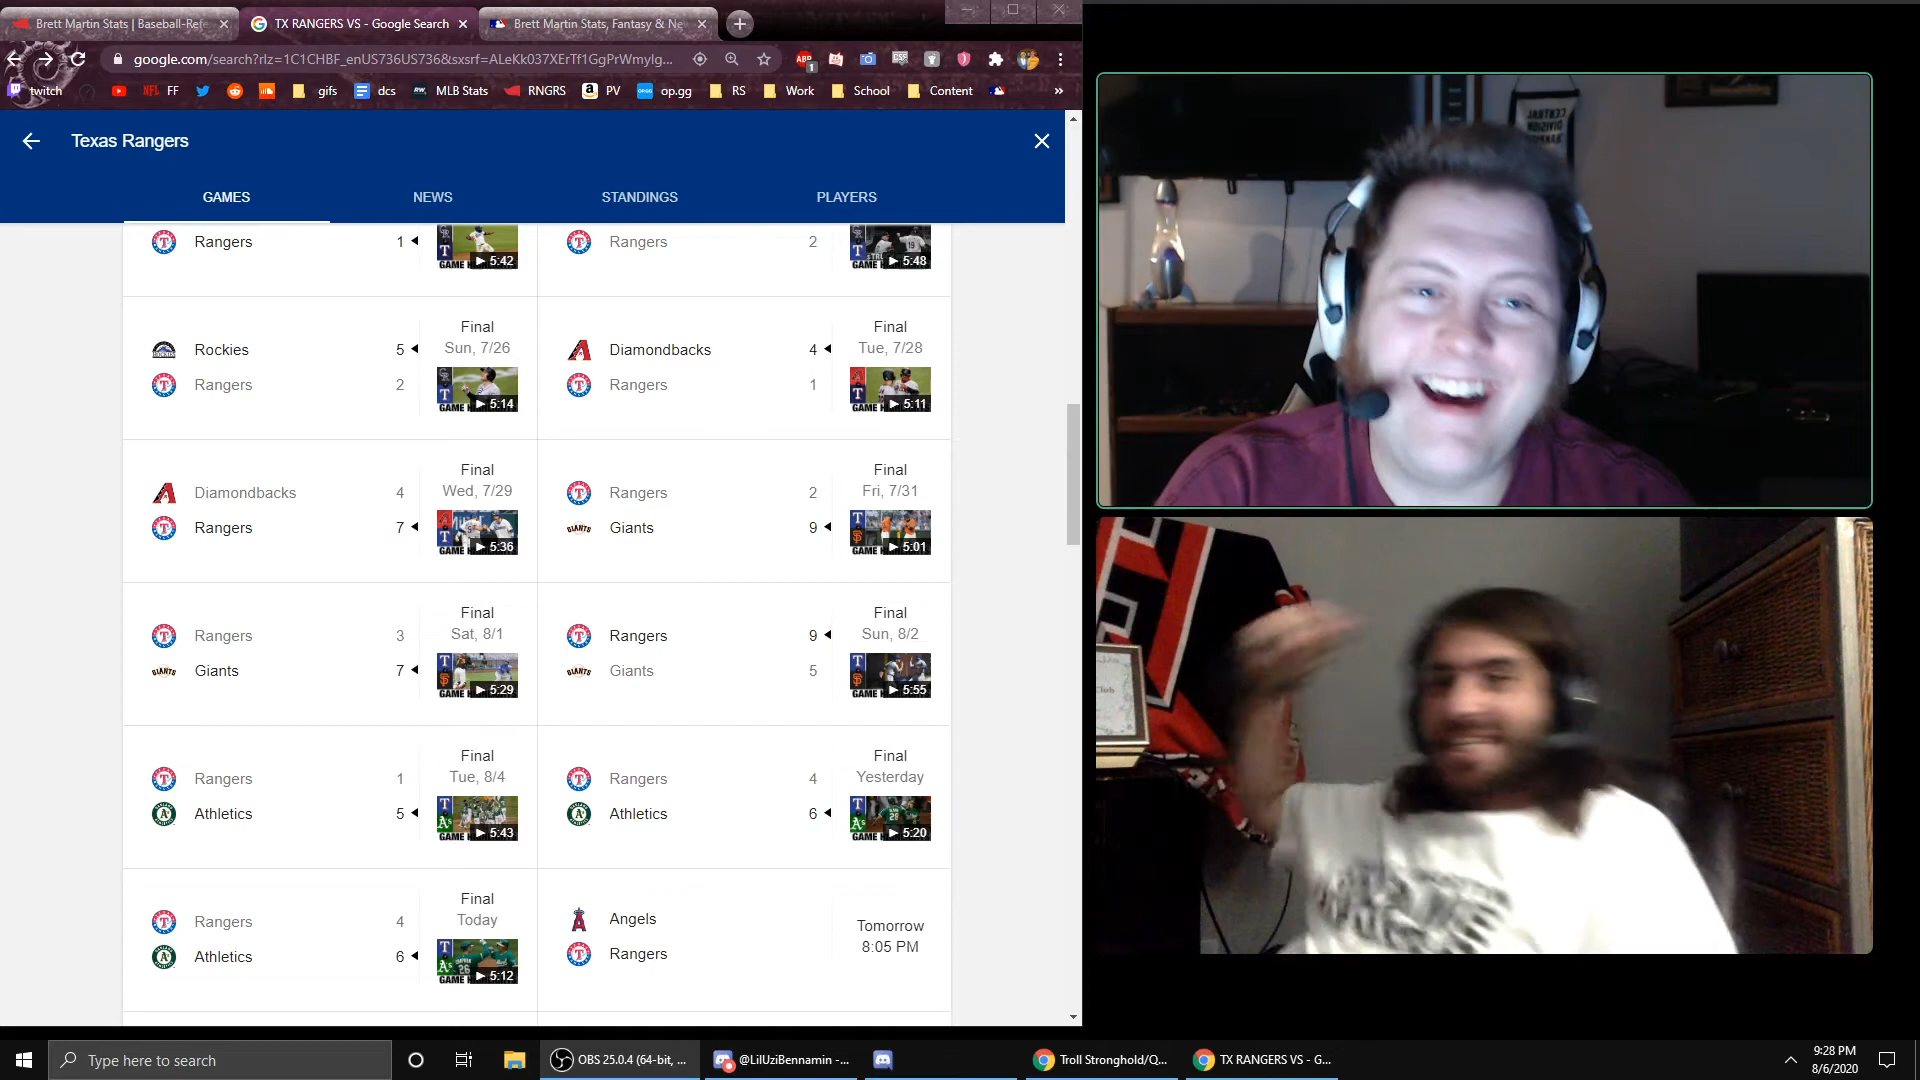 Brett Martin Stats | Baseball-Refe
TX RANGERS VS - Google Search
Brett Martin Stats, Fantasy & Ne
google.com/search?rlz=1C1CHBF_enUS736US736&sxsrf=ALeKk037XErTf1GgPrWmylg...
twitch
NFL FF
gifs
dcs
MLB Stats
RNGRS
PV
op.gg
RS
Work
School
Content
»
Texas Rangers
GAMES
NEWS
STANDINGS
PLAYERS
Rangers 1
5:42
Rangers 2
5:48
Rockies 5
Rangers 2
Final
Sun, 7/26
5:14
Diamondbacks 4
Rangers 1
Final
Tue, 7/28
5:11
Diamondbacks 4
Rangers 7
Final
Wed, 7/29
5:36
Rangers 2
Giants 9
Final
Fri, 7/31
5:01
Rangers 3
Giants 7
Final
Sat, 8/1
5:29
Rangers 9
Giants 5
Final
Sun, 8/2
5:55
Rangers 1
Athletics 5
Final
Tue, 8/4
5:43
Rangers 4
Athletics 6
Final
Yesterday
5:20
Rangers 4
Athletics 6
Final
Today
5:12
Angels
Rangers
Tomorrow
8:05 PM
CENTRAL
DIVISION
Club
Type here to search
OBS 25.0.4 (64-bit, ...
@LilUziBennamin -...
Troll Stronghold/Q...
TX RANGERS VS - G...
9:28 PM
8/6/2020